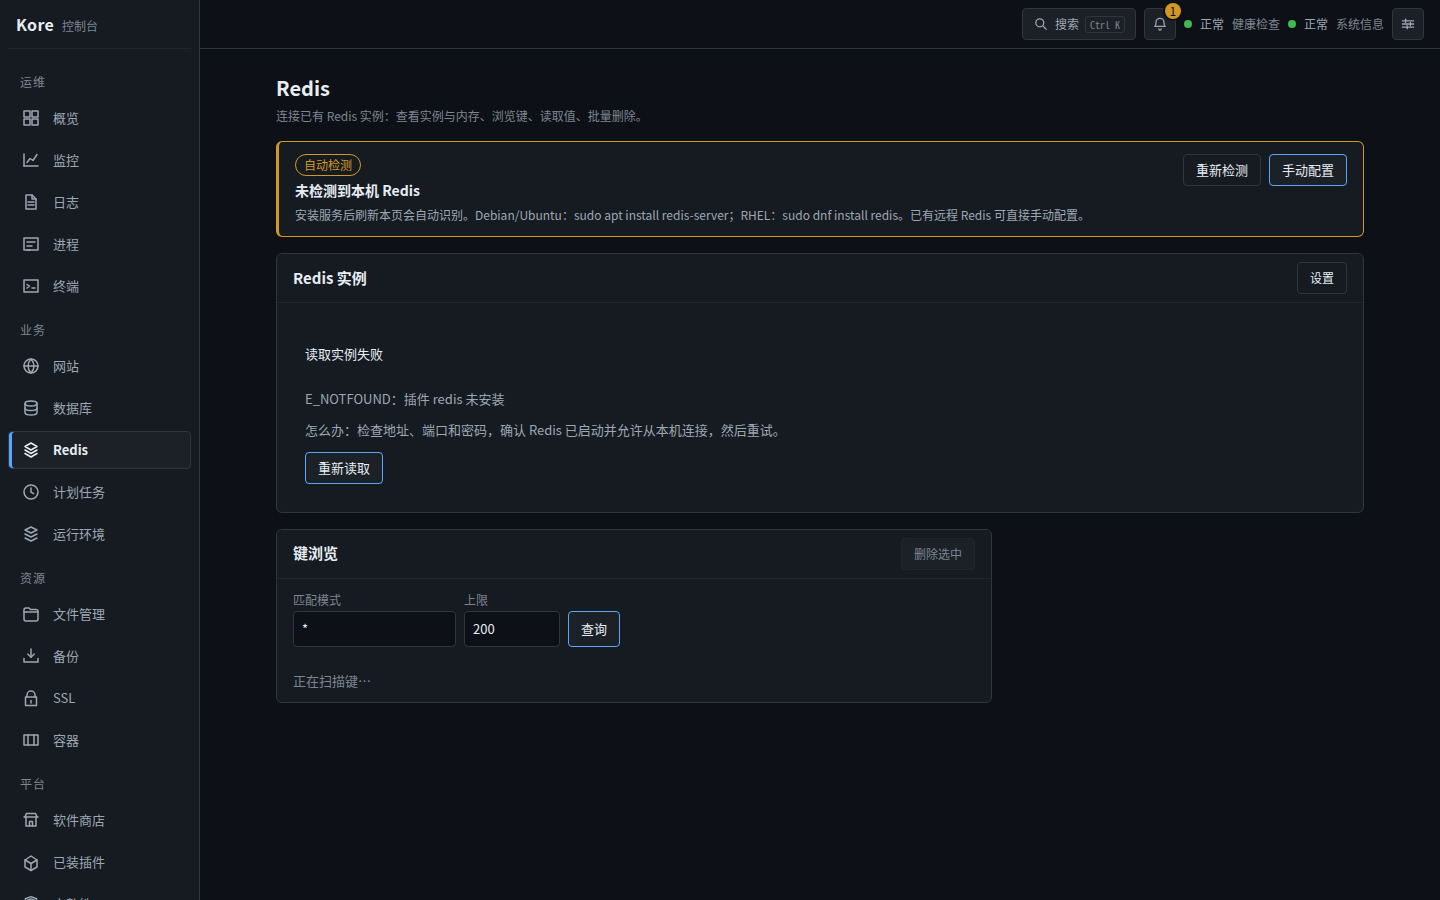 Kore 控制台
搜索 Ctrl K
1
正常 健康检查
正常 系统信息
运维
概览
监控
日志
进程
终端
业务
网站
数据库
Redis
计划任务
运行环境
资源
文件管理
备份
SSL
容器
平台
软件商店
已装插件
Redis
连接已有 Redis 实例：查看实例与内存、浏览键、读取值、批量删除。
自动检测
未检测到本机 Redis
安装服务后刷新本页会自动识别。Debian/Ubuntu：sudo apt install redis-server；RHEL：sudo dnf install redis。已有远程 Redis 可直接手动配置。
重新检测
手动配置
Redis 实例
设置
读取实例失败
E_NOTFOUND：插件 redis 未安装
怎么办：检查地址、端口和密码，确认 Redis 已启动并允许从本机连接，然后重试。
重新读取
键浏览
删除选中
匹配模式
上限
*
200
查询
正在扫描键…